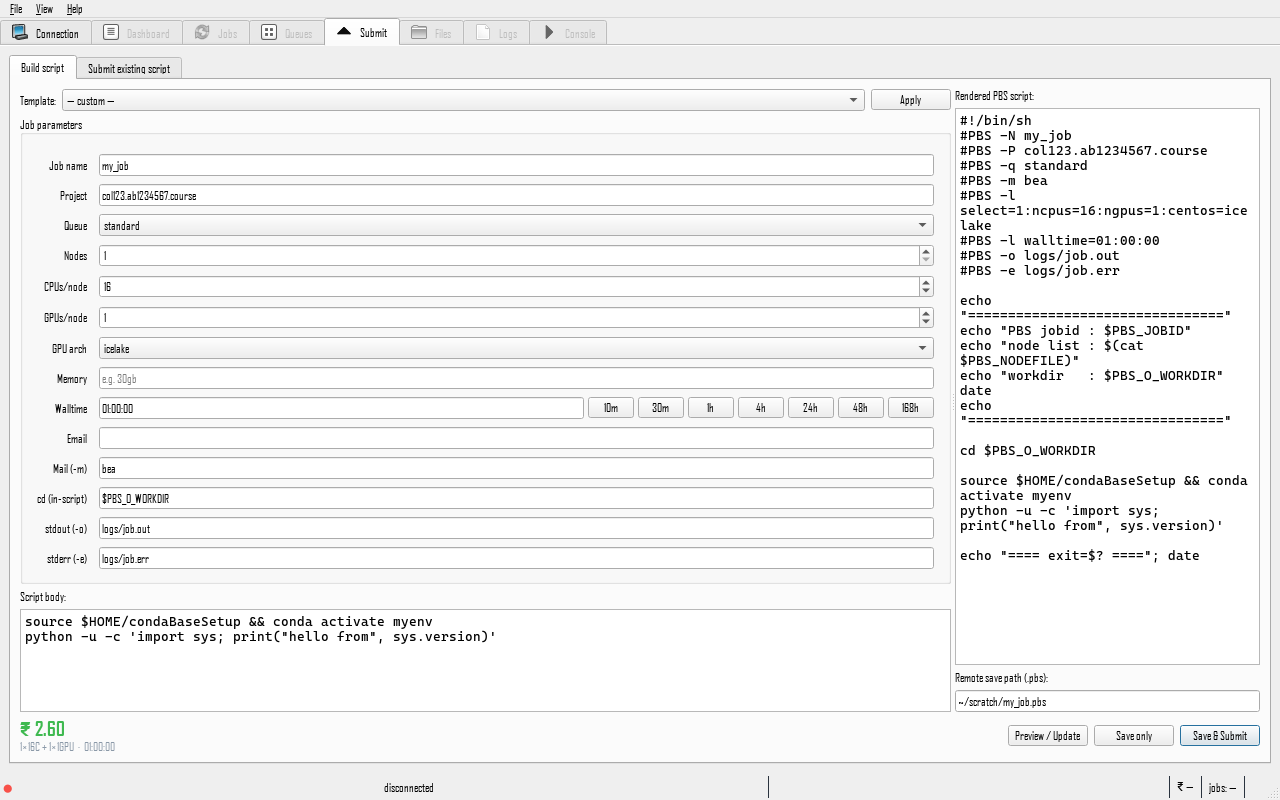 File View Help
Connection Dashboard Jobs Queues Submit Files Logs Console
Build script Submit existing script
Template: — custom — Apply
Job parameters
Job name my_job
Project col123.ab1234567.course
Queue standard
Nodes 1
CPUs/node 16
GPUs/node 1
GPU arch icelake
Memory e.g. 30gb
Walltime 01:00:00 10m 30m 1h 4h 24h 48h 168h
Email
Mail (-m) bea
cd (in-script) $PBS_O_WORKDIR
stdout (-o) logs/job.out
stderr (-e) logs/job.err
Script body:
source $HOME/condaBaseSetup && conda activate myenv
python -u -c 'import sys; print("hello from", sys.version)'
₹ 2.60
1×16C + 1×1GPU · 01:00:00
Rendered PBS script:
#!/bin/sh
#PBS -N my_job
#PBS -P col123.ab1234567.course
#PBS -q standard
#PBS -m bea
#PBS -l
select=1:ncpus=16:ngpus=1:centos=ice
lake
#PBS -l walltime=01:00:00
#PBS -o logs/job.out
#PBS -e logs/job.err
echo
"================================"
echo "PBS jobid : $PBS_JOBID"
echo "node list : $(cat
$PBS_NODEFILE)"
echo "workdir   : $PBS_O_WORKDIR"
date
echo
"================================"
cd $PBS_O_WORKDIR
source $HOME/condaBaseSetup && conda
activate myenv
python -u -c 'import sys;
print("hello from", sys.version)'
echo "==== exit=$? ===="; date
Remote save path (.pbs):
~/scratch/my_job.pbs
Preview / Update Save only Save & Submit
disconnected ₹ — jobs: —